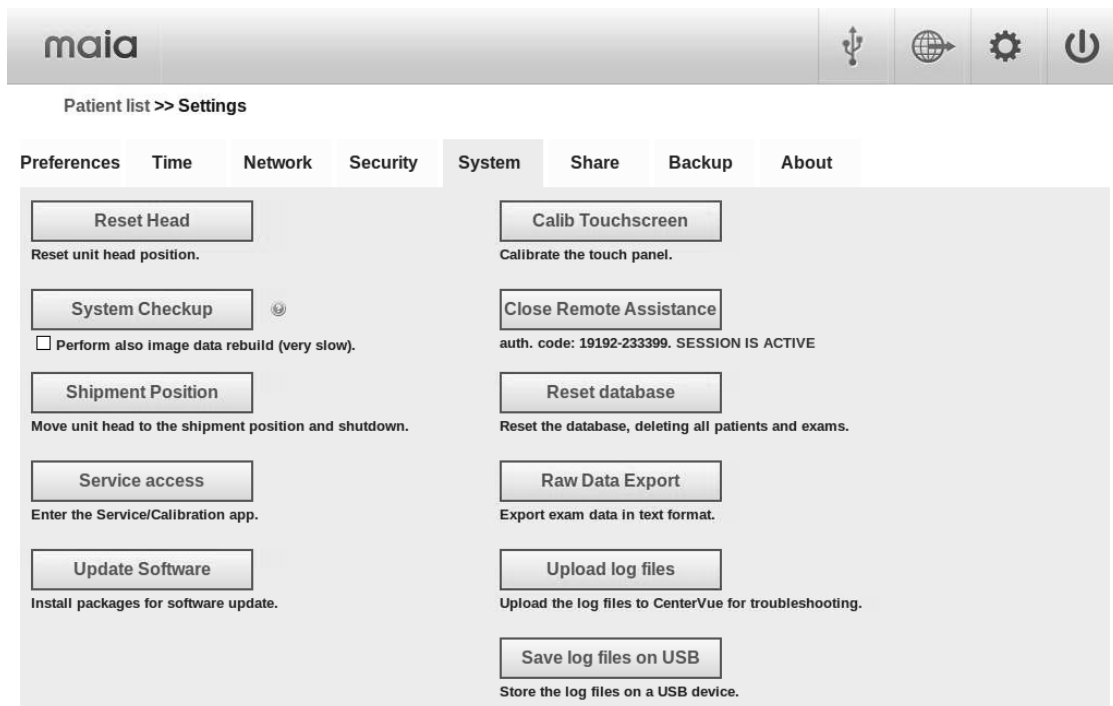 maia
Patient list >> Settings
Preferences Time Network Security System Share Backup About
Reset Head
Reset unit head position.
System Checkup
Perform also image data rebuild (very slow).
Shipment Position
Move unit head to the shipment position and shutdown.
Service access
Enter the Service/Calibration app.
Update Software
Install packages for software update.
Calib Touchscreen
Calibrate the touch panel.
Close Remote Assistance
auth. code: 19192-233399. SESSION IS ACTIVE
Reset database
Reset the database, deleting all patients and exams.
Raw Data Export
Export exam data in text format.
Upload log files
Upload the log files to CenterVue for troubleshooting.
Save log files on USB
Store the log files on a USB device.